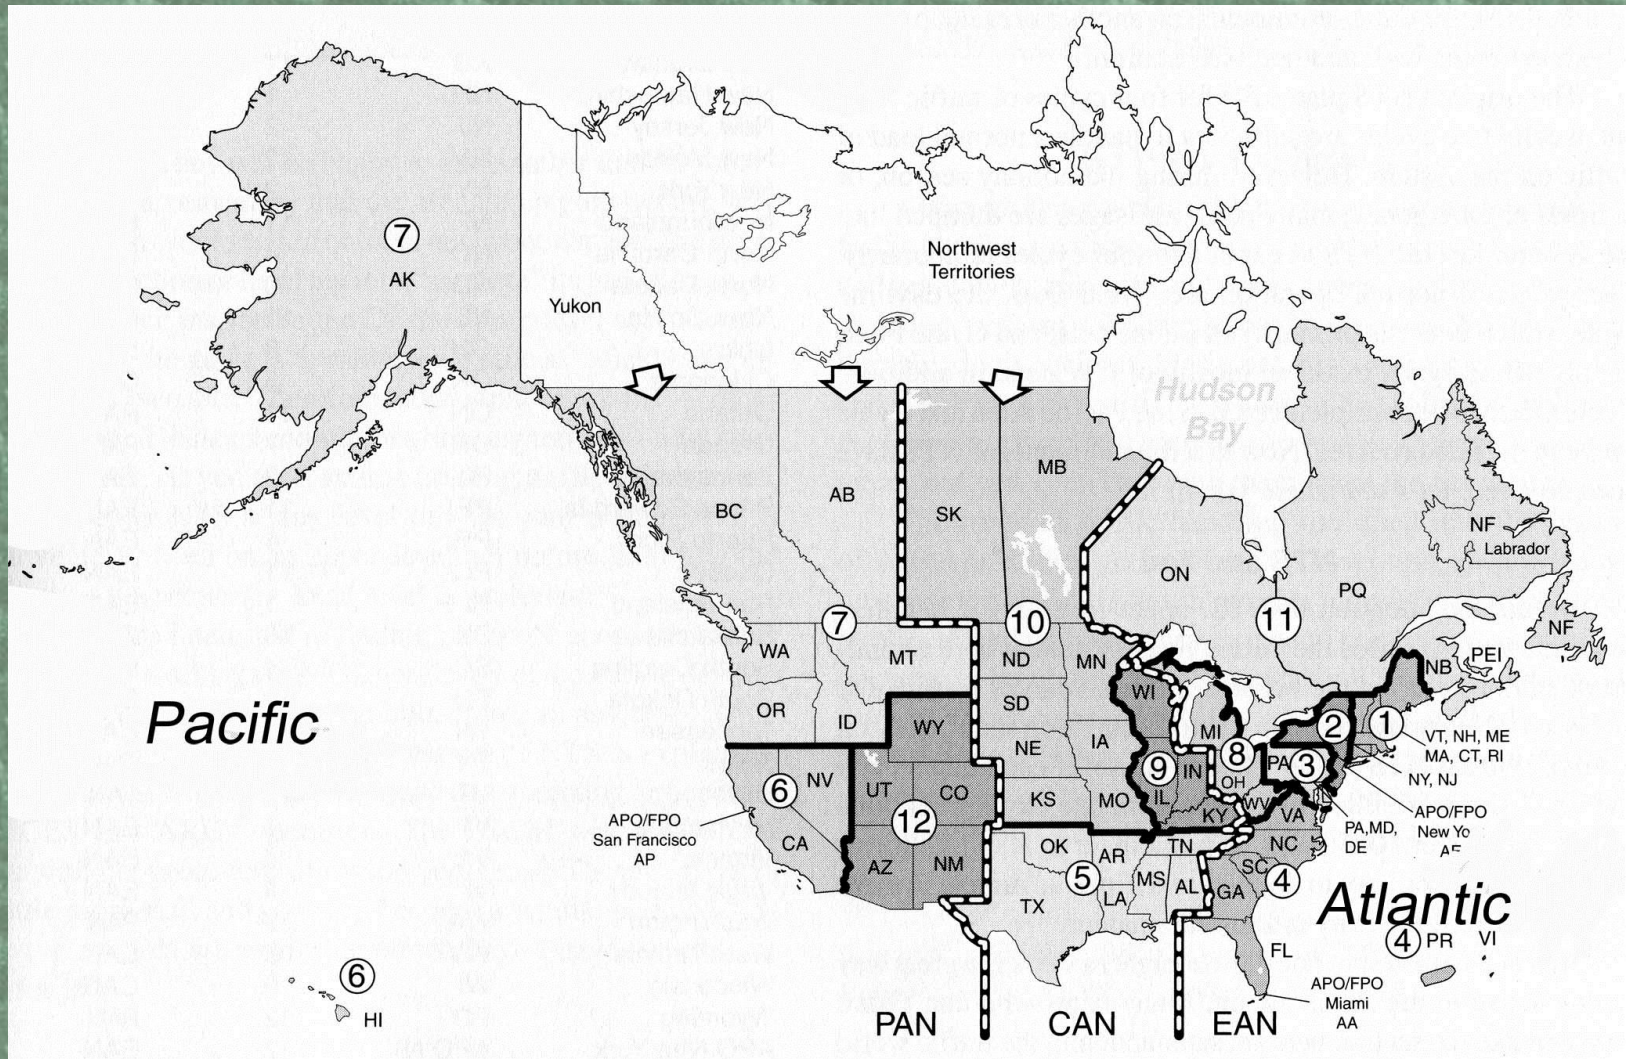 7
AK
Yukon
Northwest
Territories
Hudson
Bay
BC
AB
SK
MB
ON
PQ
NF
Labrador
NF
PEI
NB
7
10
11
WA
MT
ND
MN
OR
ID
SD
WI
MI
WY
NE
IA
2
1
VT, NH, ME
MA, CT, RI
NY, NJ
Pacific
6
NV
UT
CO
12
KS
MO
9
IL
IN
8
OH
PA
3
WV
VA
KY
APO/FPO
San Francisco
AP
CA
AZ
NM
OK
AR
TN
NC
SC
4
PA,MD,
DE
APO/FPO
New Yo
5
TX
LA
MS
AL
GA
FL
Atlantic
4
PR
VI
6
HI
APO/FPO
Miami
AA
PAN
CAN
EAN